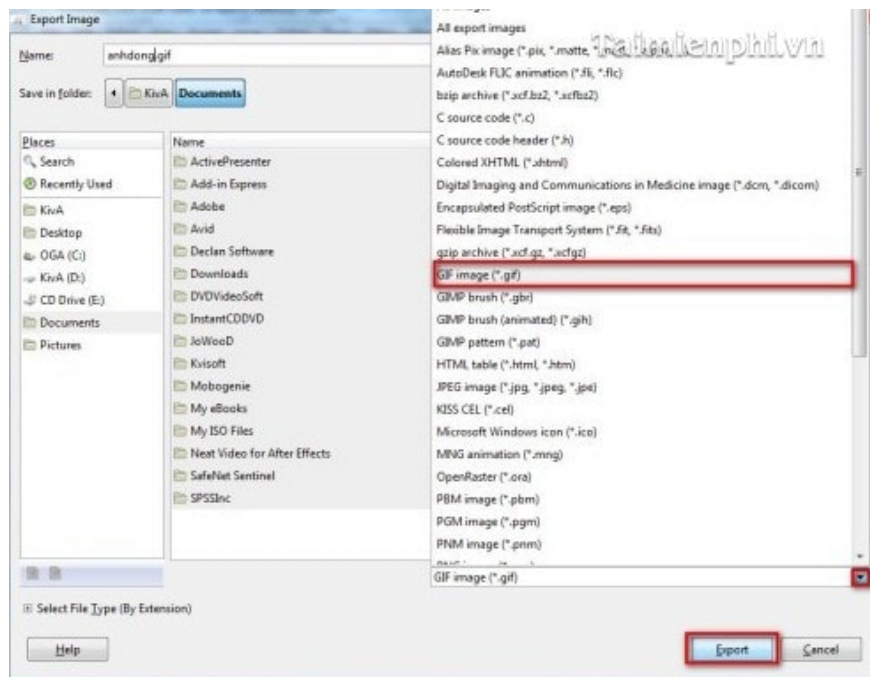 Export Image
Name: anhdong.gif
Save in folder: KivA Documents
Places
Search
Recently Used
KivA
Desktop
OGA (C:)
KivA (D:)
CD Drive (E:)
Documents
Pictures
Name
ActivePresenter
Add-in Express
Adobe
Avid
Declan Software
Downloads
DVDVideoSoft
InstantCDDVD
JoWooD
Kvisoft
Mobogenie
My eBooks
My ISO Files
Neat Video for After Effects
SafeNet Sentinel
SPSSInc
All export images
Taimienphi.vn
Alias Pix image (*.pix, *.matte,
AutoDesk FLIC animation (*.fli, *.flc)
bzip archive (*.xcf.bz2, *.xcfbz2)
C source code (*.c)
C source code header (*.h)
Colored XHTML (*.xhtml)
Digital Imaging and Communications in Medicine image (*.dcm, *.dicom)
Encapsulated PostScript image (*.eps)
Flexible Image Transport System (*.fit, *.fits)
gzip archive (*.xcf.gz, *.xcfgz)
GIF image (*.gif)
GIMP brush (*.gbr)
GIMP brush (animated) (*.gih)
GIMP pattern (*.pat)
HTML table (*.html, *.htm)
JPEG image (*.jpg, *.jpeg, *.jpe)
KISS CEL (*.cel)
Microsoft Windows icon (*.ico)
MNG animation (*.mng)
OpenRaster (*.ora)
PBM image (*.pbm)
PGM image (*.pgm)
PNM image (*.pnm)
GIF image (*.gif)
Select File Type (By Extension)
Help
Export
Cancel